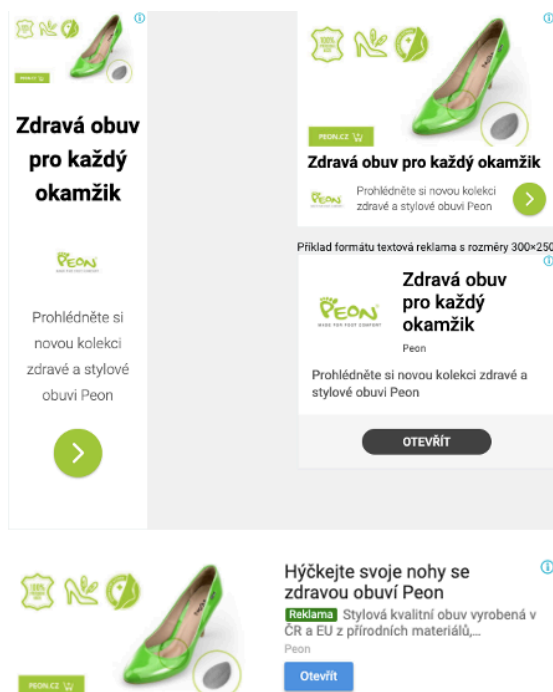 PEON.CZ
Zdravá obuv
pro každý
okamžik
PEON
Prohlédněte si
novou kolekci
zdravé a stylové
obuvi Peon
100%
PEON.CZ
Zdravá obuv pro každý okamžik
PEON
Prohlédněte si novou kolekci
zdravé a stylové obuvi Peon
Příklad formátu textová reklama s rozměry 300×250
PEON
MADE FOR FOOT COMFORT
Zdravá obuv
pro každý
okamžik
Peon
Prohlédněte si novou kolekci zdravé a
stylové obuvi Peon
OTEVŘÍT
100%
PEON.CZ
Hýčkejte svoje nohy se
zdravou obuví Peon
Reklama Stylová kvalitní obuv vyrobená v
ČR a EU z přírodních materiálů,...
Peon
Otevřít